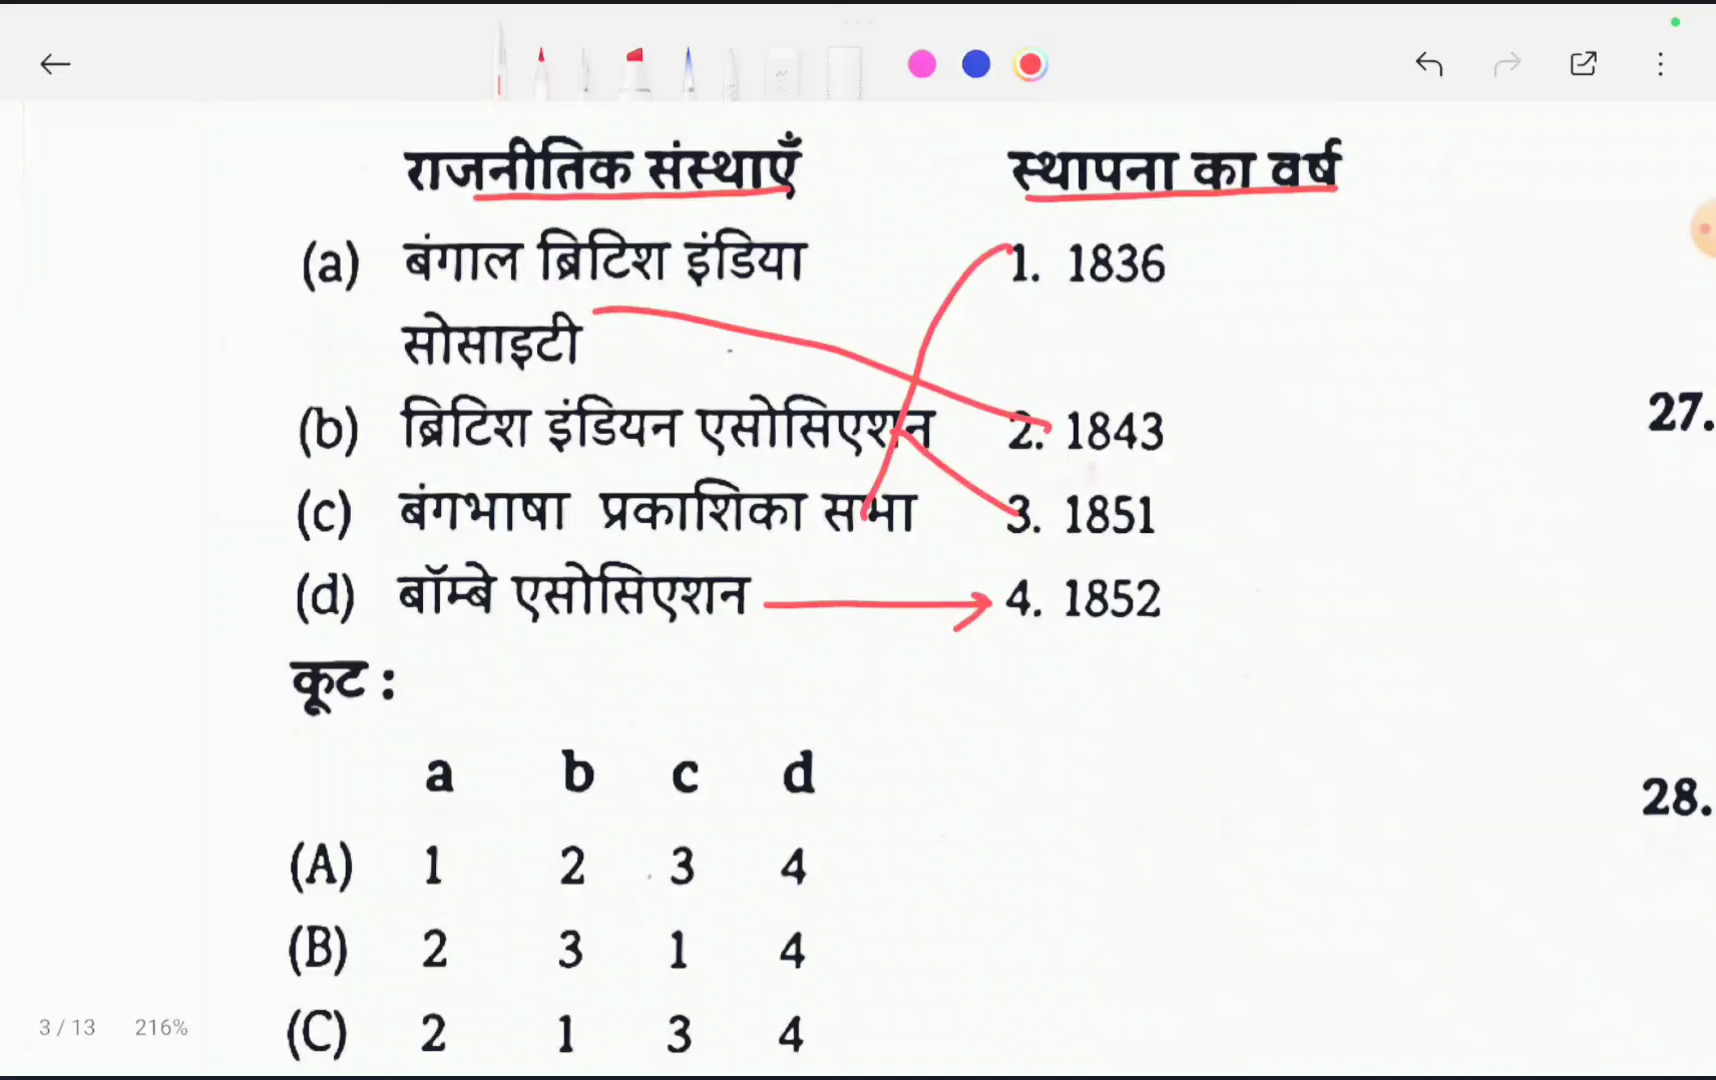 राजनीतिक संस्थाएँ स्थापना का वर्ष
(a) बंगाल ब्रिटिश इंडिया 1. 1836
सोसाइटी
(b) ब्रिटिश इंडियन एसोसिएशन 2. 1843
(c) बंगभाषा प्रकाशिका सभा 3. 1851
(d) बॉम्बे एसोसिएशन 4. 1852
कूट :
a b c d
(A) 1 2 3 4
(B) 2 3 1 4
(C) 2 1 3 4
27.
28.
3 / 13 216%